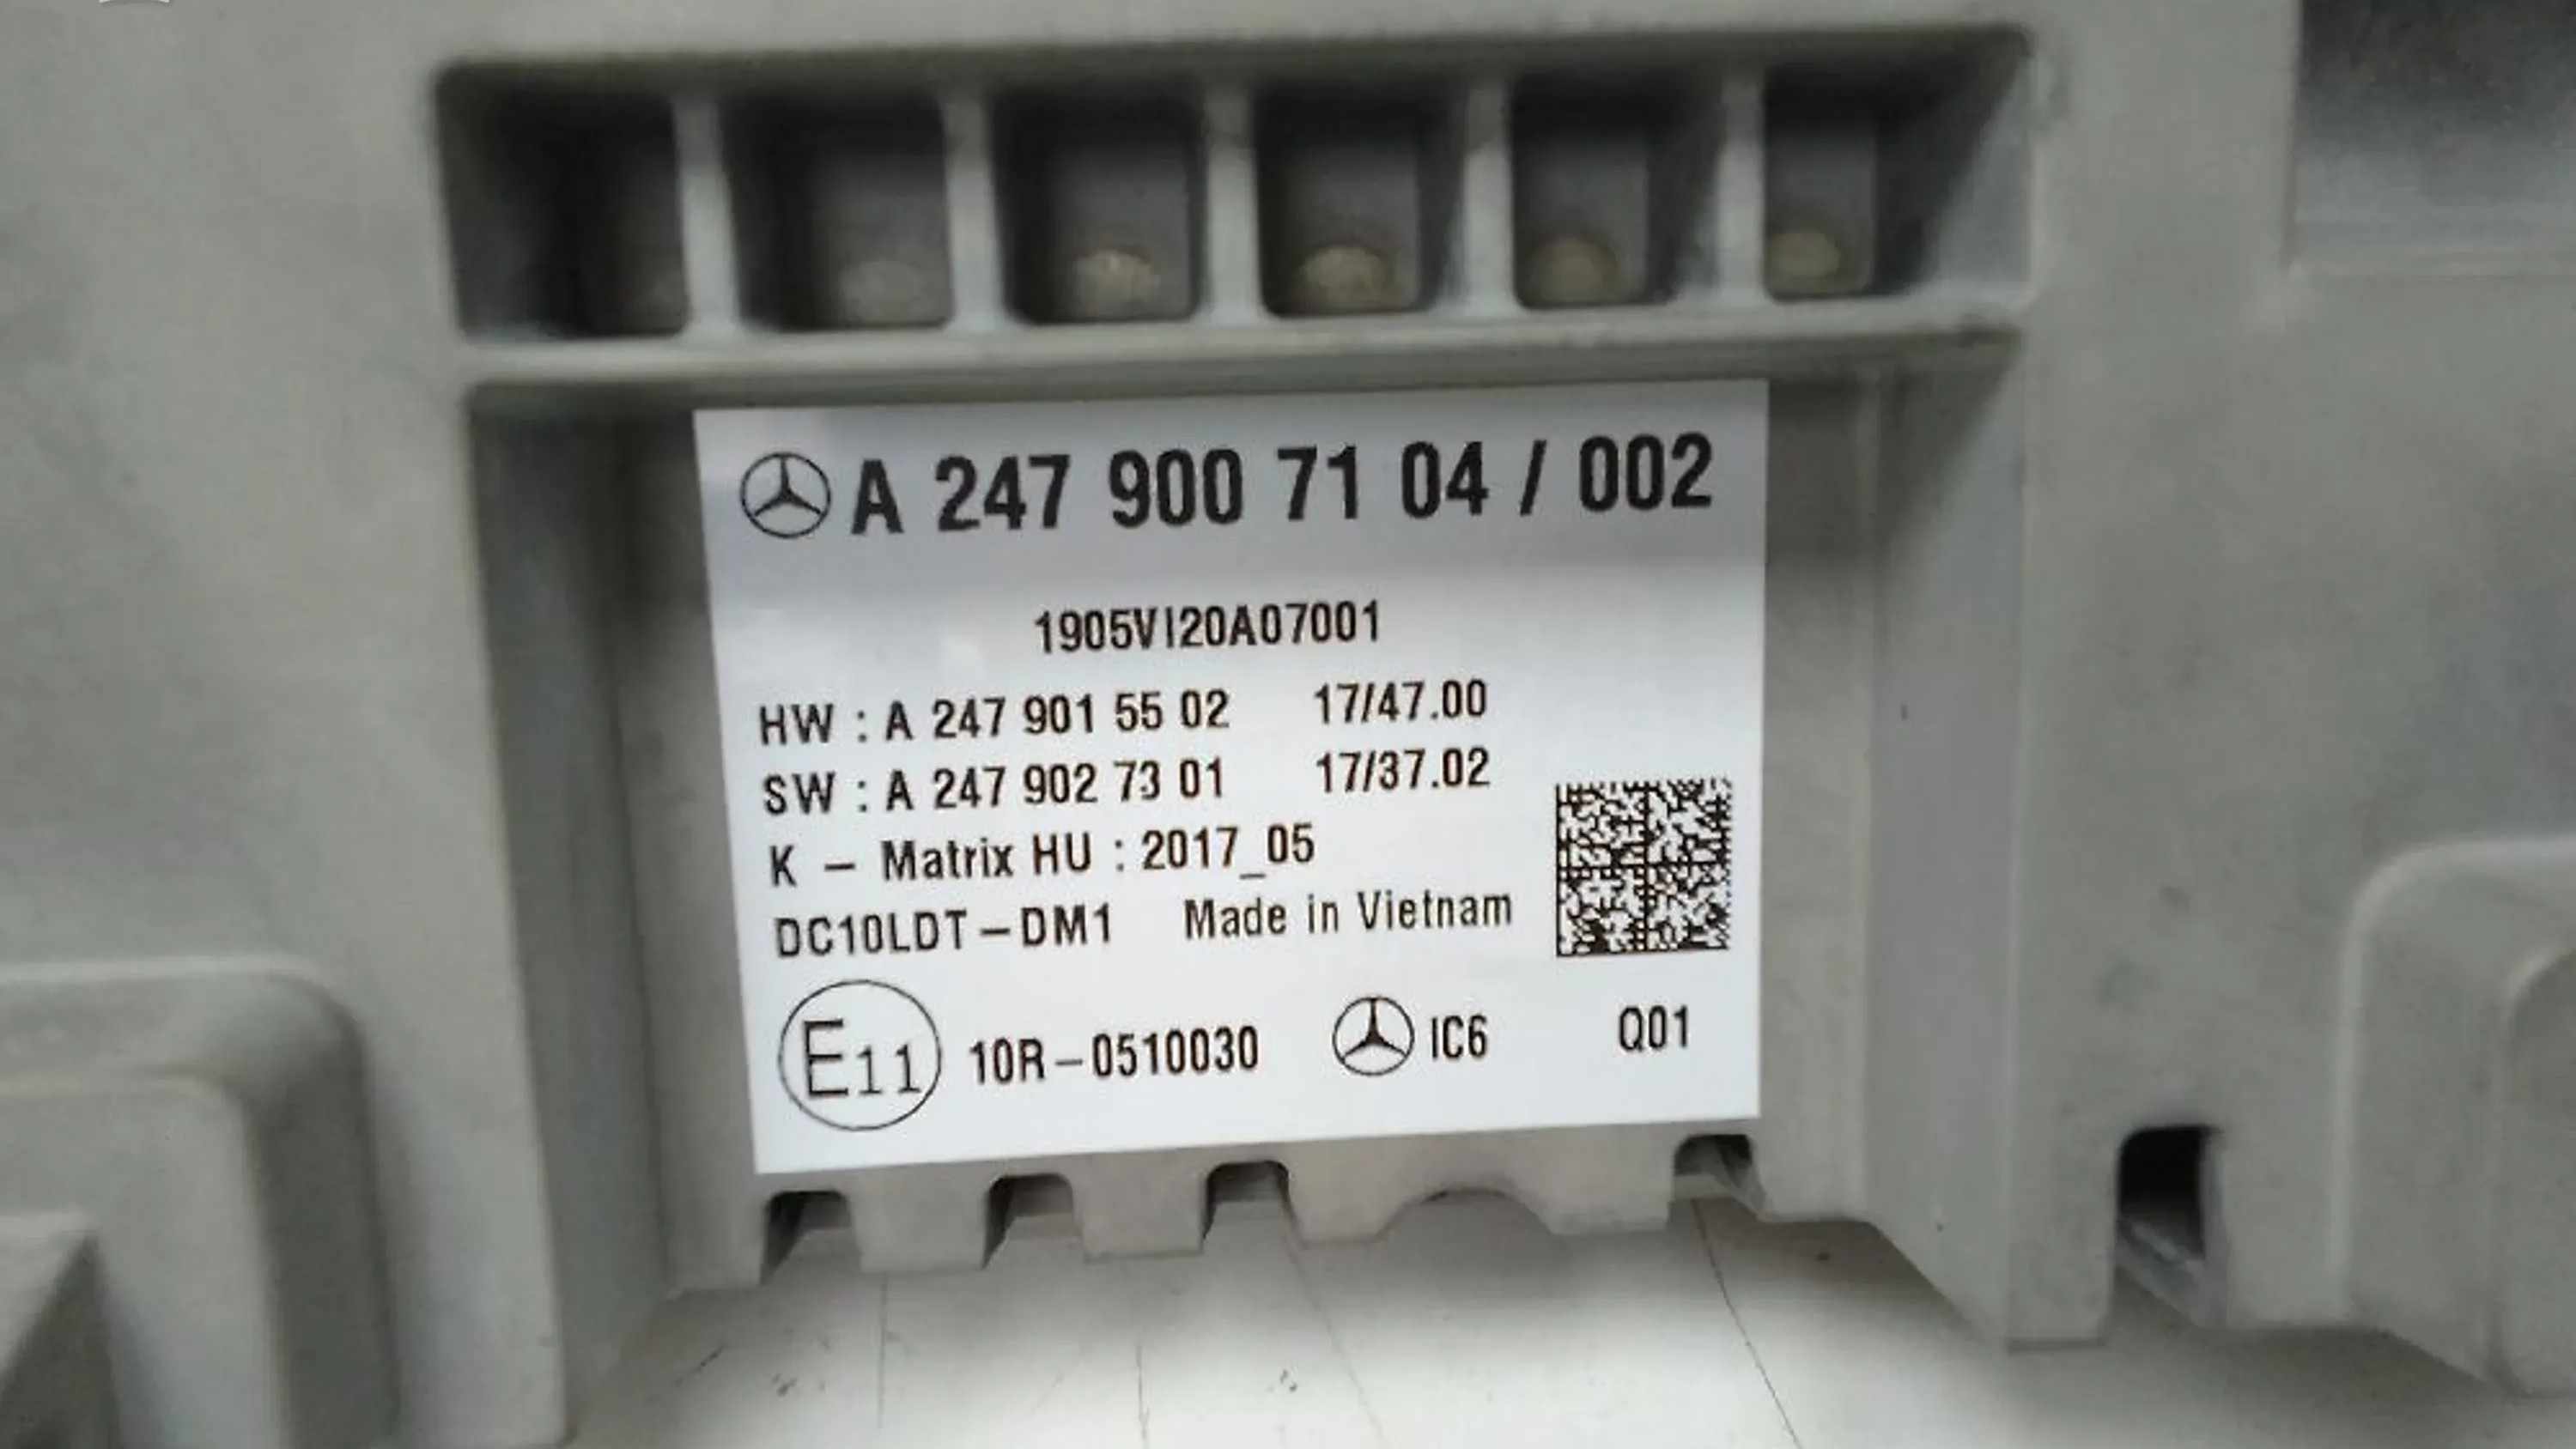 A 247 900 71 04 / 002
1905VI20A07001
HW : A 247 901 55 02 17/47.00
SW : A 247 902 73 01 17/37.02
K - Matrix HU : 2017_05
DC10LDT-DM1 Made in Vietnam
E11 10R-0510030 IC6 Q01